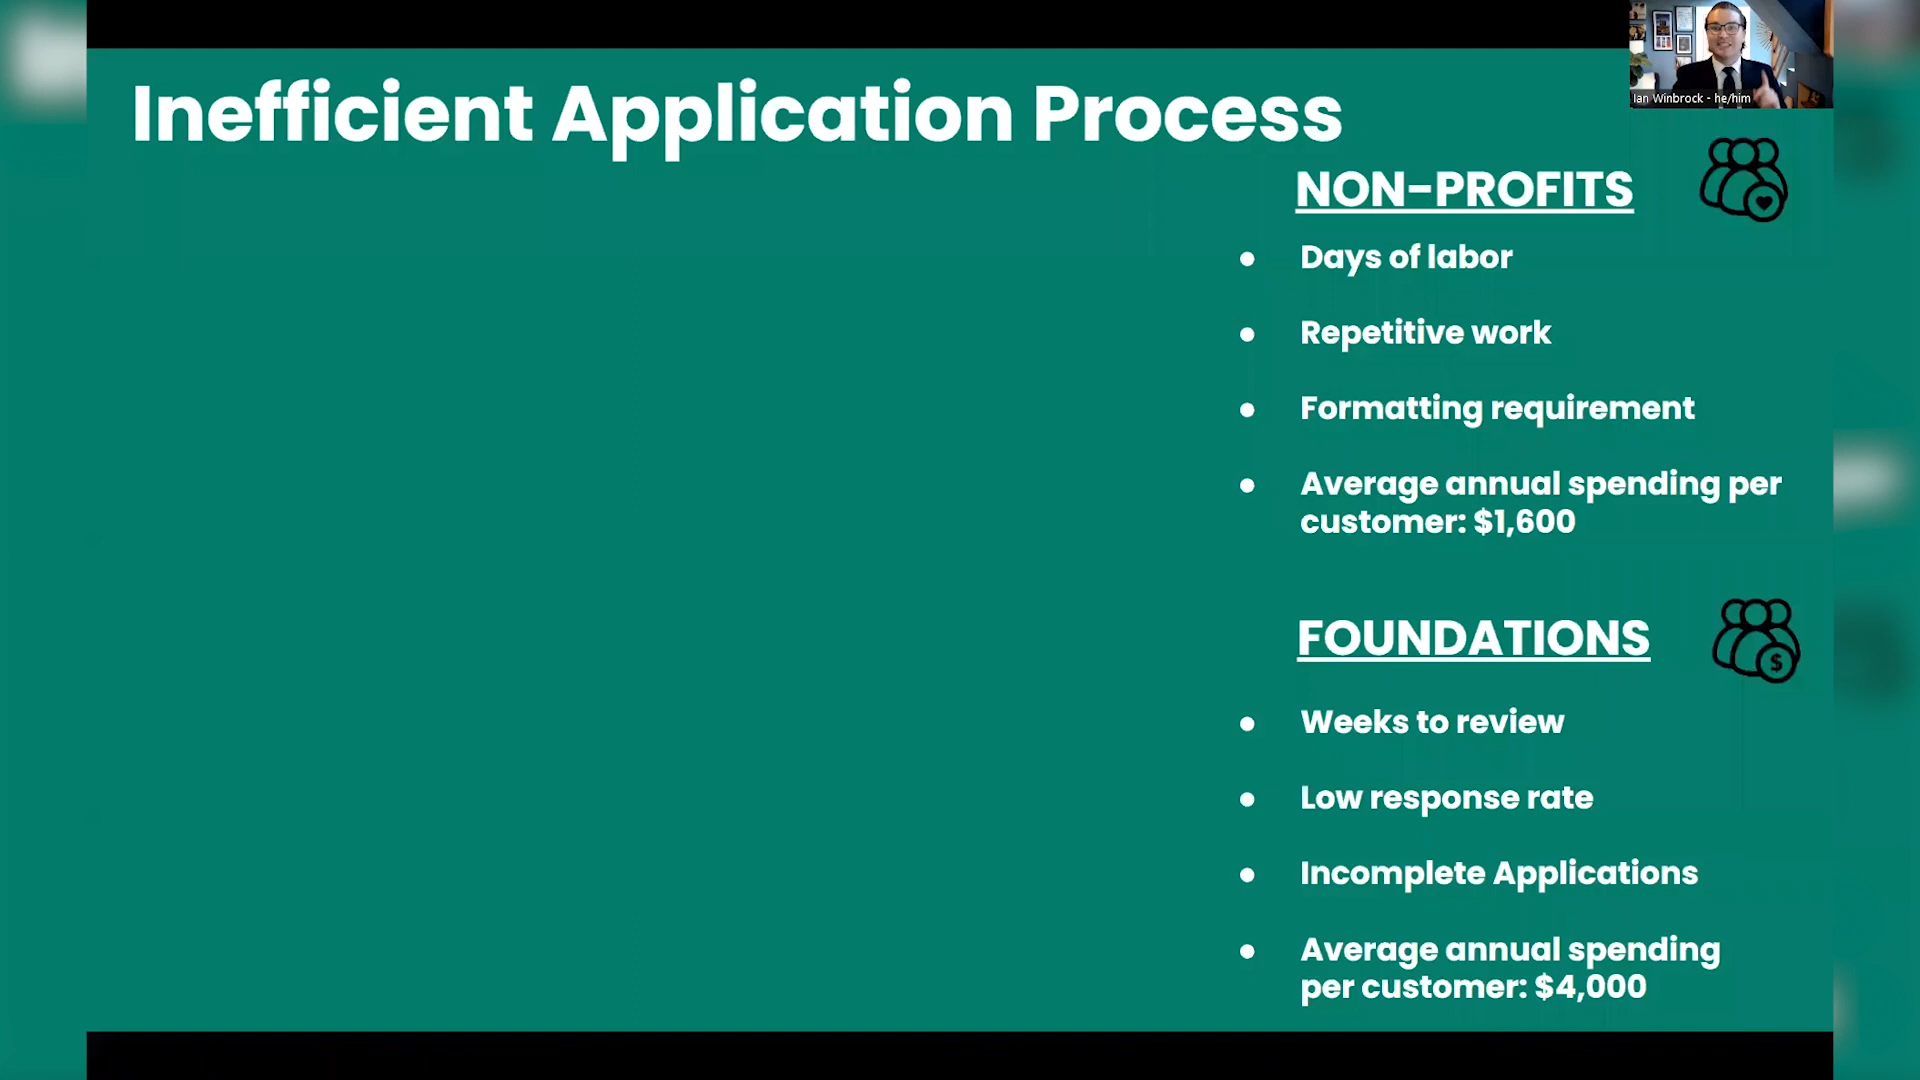 Ian Winbrock - he/him
Inefficient Application Process
NON-PROFITS
● Days of labor
● Repetitive work
● Formatting requirement
● Average annual spending per
customer: $1,600
FOUNDATIONS
$
● Weeks to review
● Low response rate
● Incomplete Applications
● Average annual spending
per customer: $4,000